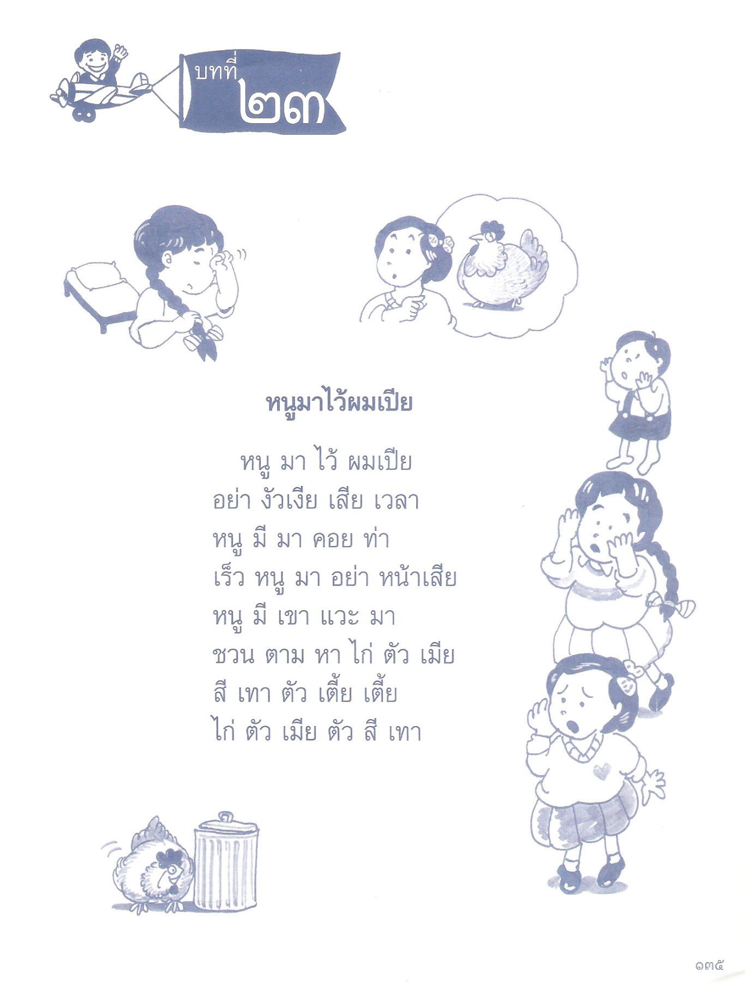 บทที่
๒๓
หนูมาไว้ผมเปีย
หนู มา ไว้ ผมเปีย
อย่า งัวเงีย เสีย เวลา
หนู มี มา คอย ท่า
เร็ว หนู มา อย่า หน้าเสีย
หนู มี เขา แวะ มา
ชวน ตาม หา ไก่ ตัว เมีย
สี เทา ตัว เตี้ย เตี้ย
ไก่ ตัว เมีย ตัว สี เทา
๑๓๕